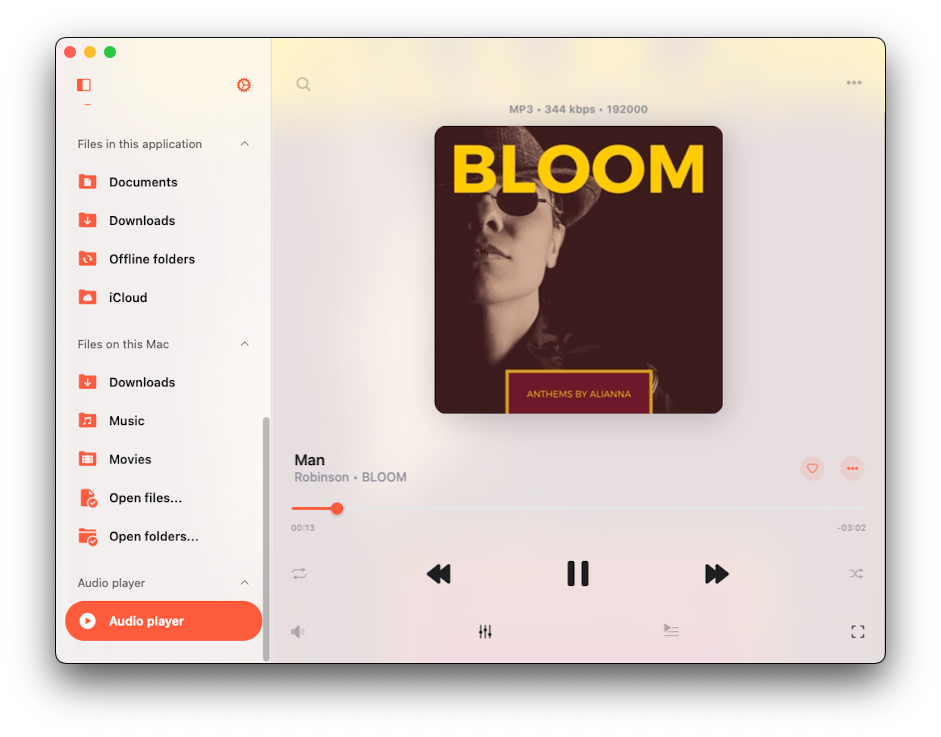 Files in this application
Documents
Downloads
Offline folders
iCloud
Files on this Mac
Downloads
Music
Movies
Open files...
Open folders...
Audio player
Audio player
MP3 • 344 kbps • 192000
BLOOM
ANTHEMS BY ALIANNA
Man
Robinson • BLOOM
00:13
-03:02